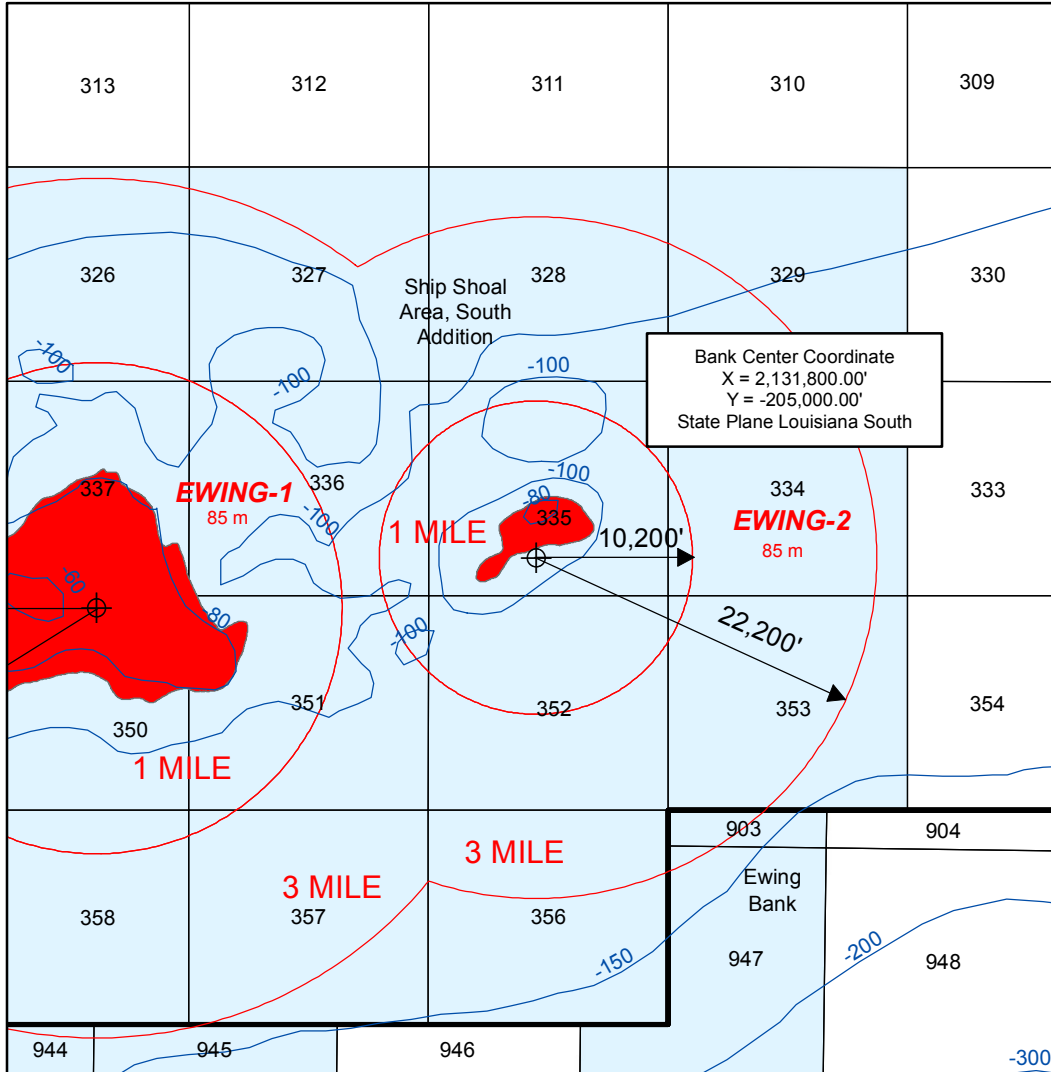 313
312
311
310
309
326
327
328
329
330
Ship Shoal
Area, South
Addition
-100
-100
-100
Bank Center Coordinate
X = 2,131,800.00'
Y = -205,000.00'
State Plane Louisiana South
337
EWING-1
85 m
336
-100
1 MILE
-100
-80
335
10,200'
334
EWING-2
85 m
333
-60
-80
-100
22,200'
350
351
352
353
354
1 MILE
3 MILE
3 MILE
903
904
Ewing
Bank
358
357
356
-150
947
-200
948
944
945
946
-300